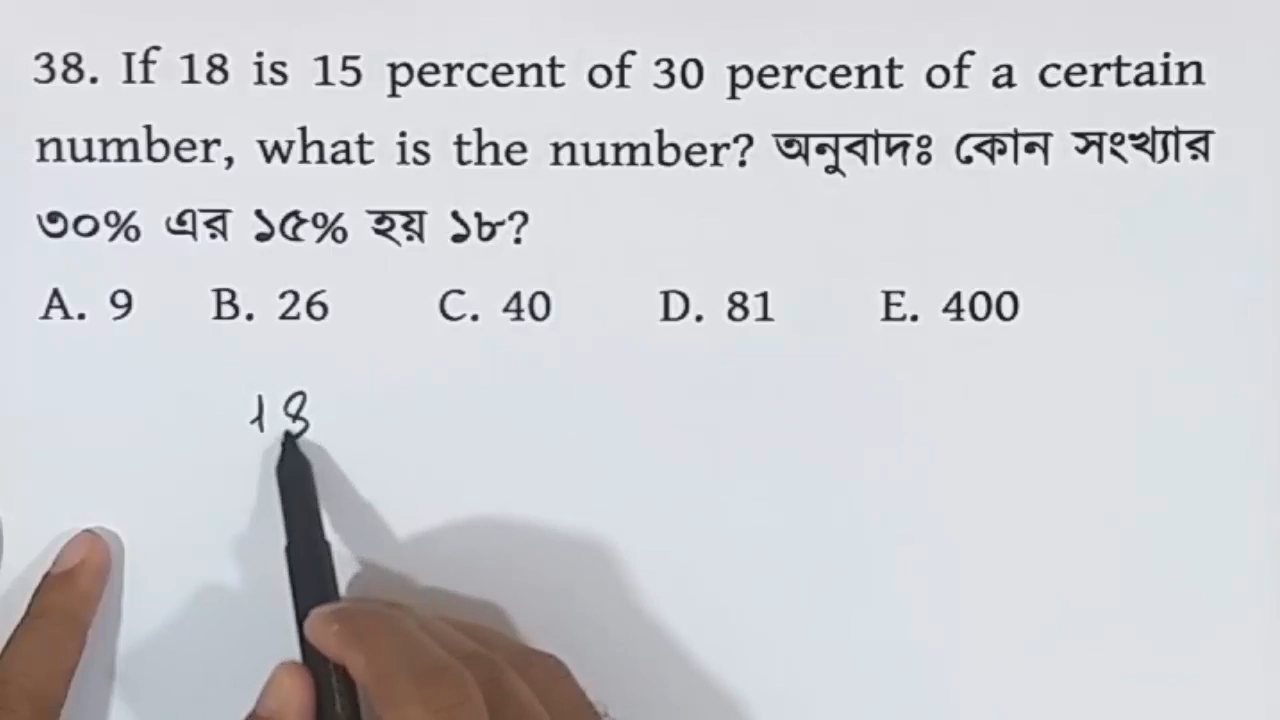 38. If 18 is 15 percent of 30 percent of a certain
number, what is the number? অনুবাদঃ কোন সংখ্যার
৩০% এর ১৫% হয় ১৮?
A. 9 B. 26 C. 40 D. 81 E. 400
18